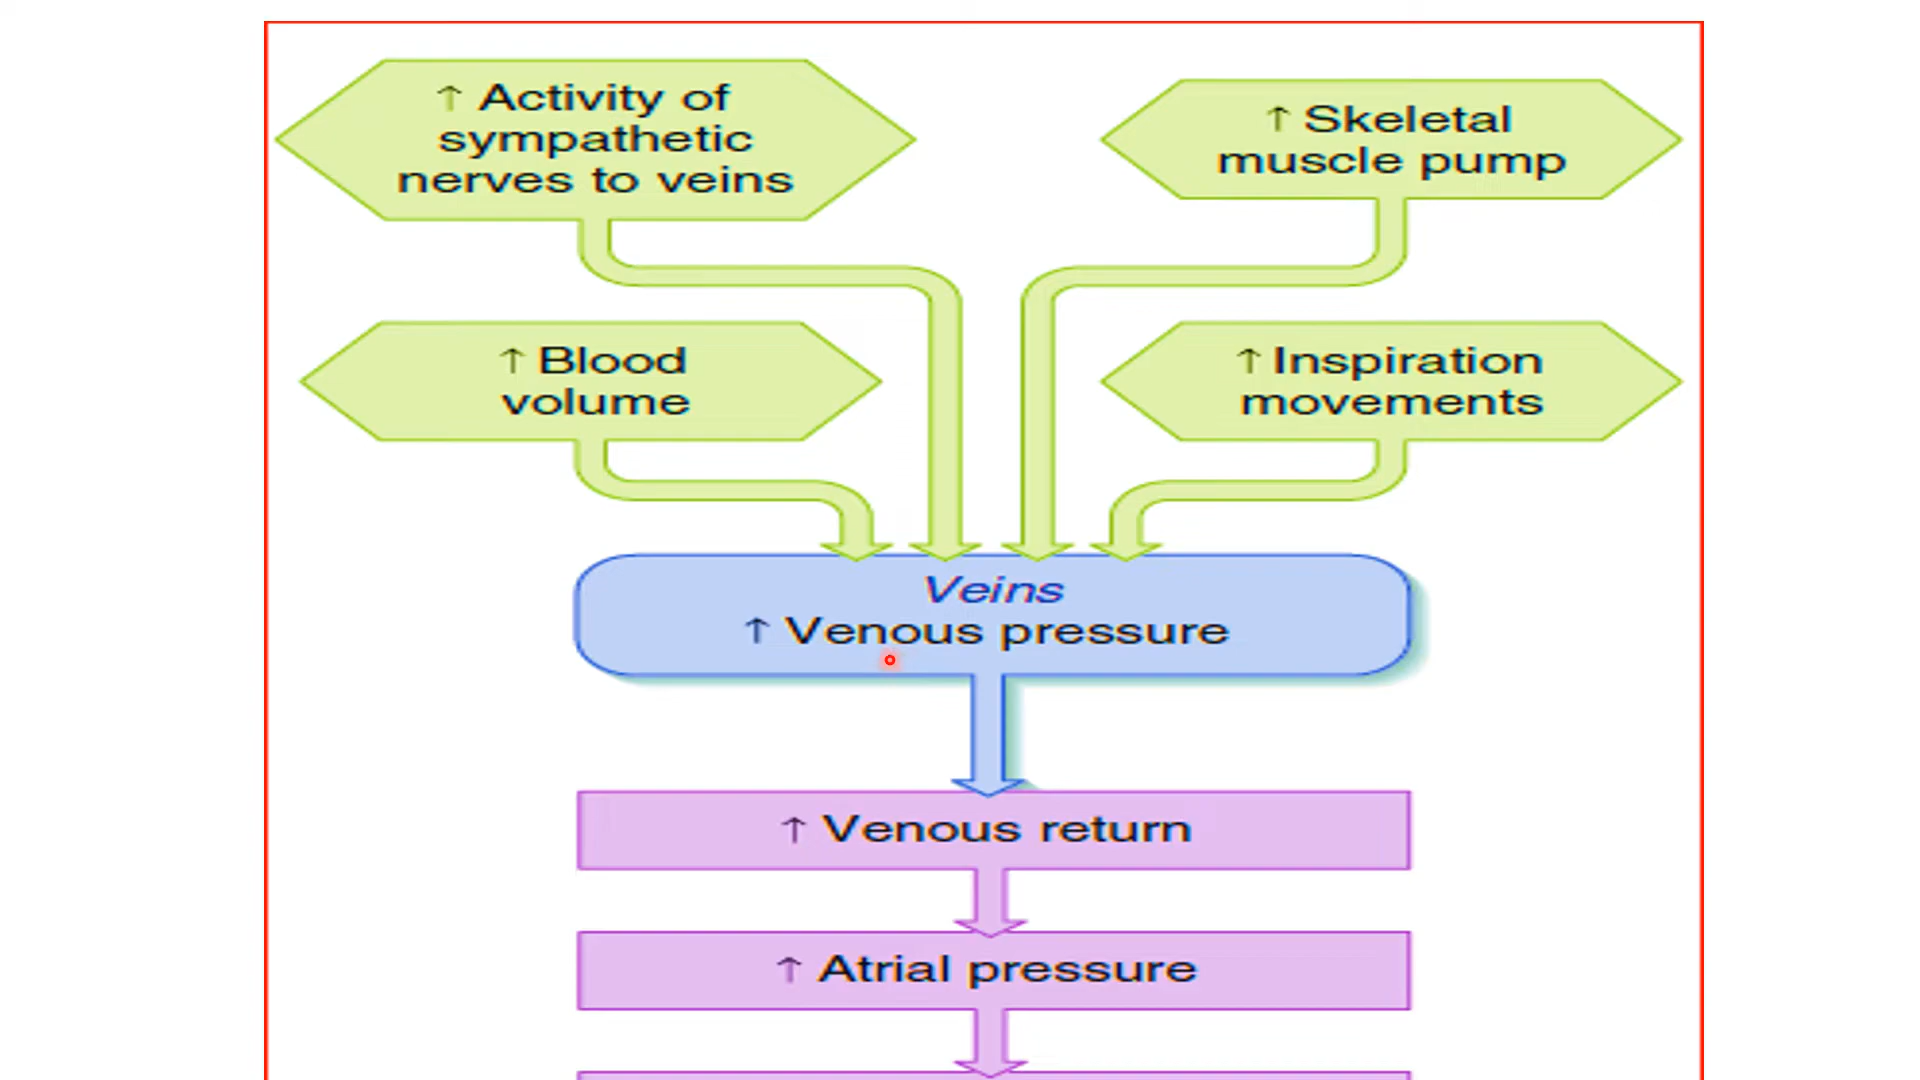 ↑ Activity of
sympathetic
nerves to veins
↑ Skeletal
muscle pump
↑ Blood
volume
↑ Inspiration
movements
Veins
↑ Venous pressure
↑ Venous return
↑ Atrial pressure